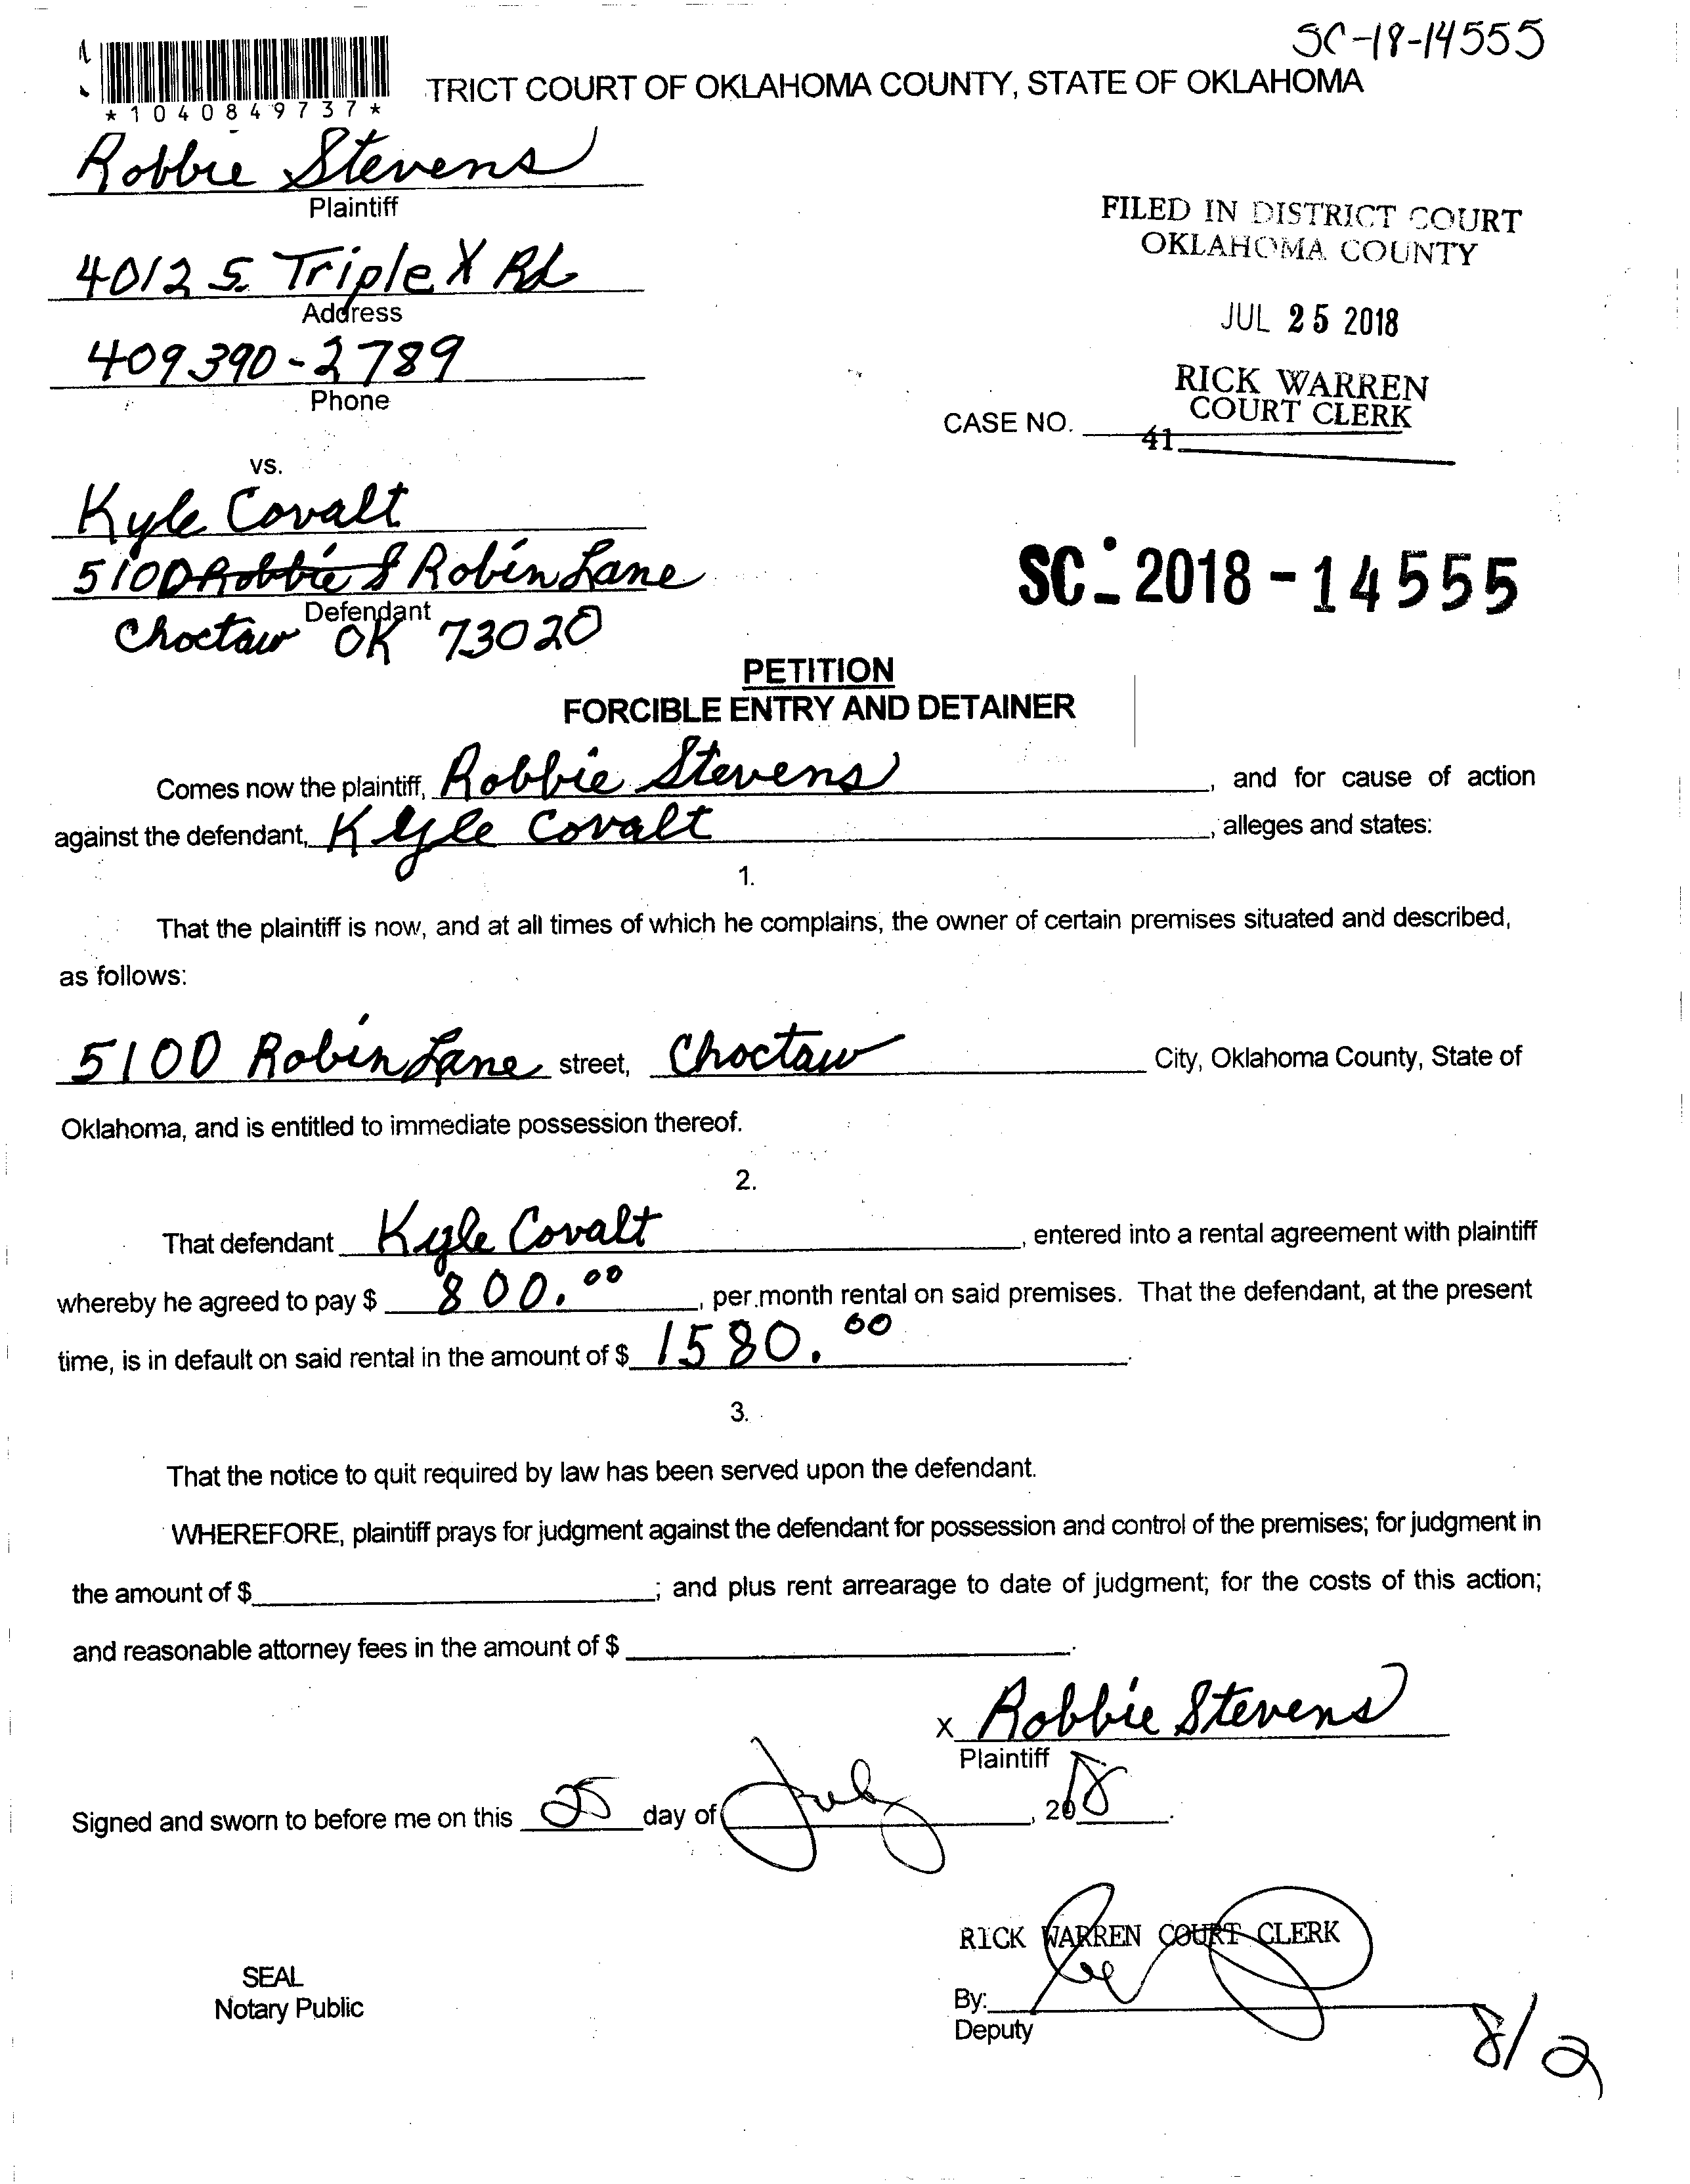 SC-18-14555
*1040849737*
TRICT COURT OF OKLAHOMA COUNTY, STATE OF OKLAHOMA
Robbie Stevens
Plaintiff
4012 S. Triple X Rd
Address
409 390-2789
Phone
FILED IN DISTRICT COURT
OKLAHOMA COUNTY
JUL 25 2018
RICK WARREN
COURT CLERK
CASE NO.
41
vs.
Kyle Covalt
5100 Robbie S Robin Lane
Defendant
Choctaw OK 73020
SC-2018-14555
PETITION
FORCIBLE ENTRY AND DETAINER
Comes now the plaintiff, Robbie Stevens, and for cause of action
against the defendant, Kyle Covalt, alleges and states:
1.
That the plaintiff is now, and at all times of which he complains, the owner of certain premises situated and described,
as follows:
5100 Robin Lane street, Choctaw City, Oklahoma County, State of
Oklahoma, and is entitled to immediate possession thereof.
2.
That defendant Kyle Covalt, entered into a rental agreement with plaintiff
whereby he agreed to pay $ 800.00, per month rental on said premises. That the defendant, at the present
time, is in default on said rental in the amount of $ 1580.00.
3.
That the notice to quit required by law has been served upon the defendant.
WHEREFORE, plaintiff prays for judgment against the defendant for possession and control of the premises; for judgment in
the amount of $ ; and plus rent arrearage to date of judgment; for the costs of this action;
and reasonable attorney fees in the amount of $ .
X Robbie Stevens
Plaintiff
Signed and sworn to before me on this 25 day of July, 2018.
RICK WARREN COURT CLERK
SEAL
Notary Public
By:
Deputy
8/2